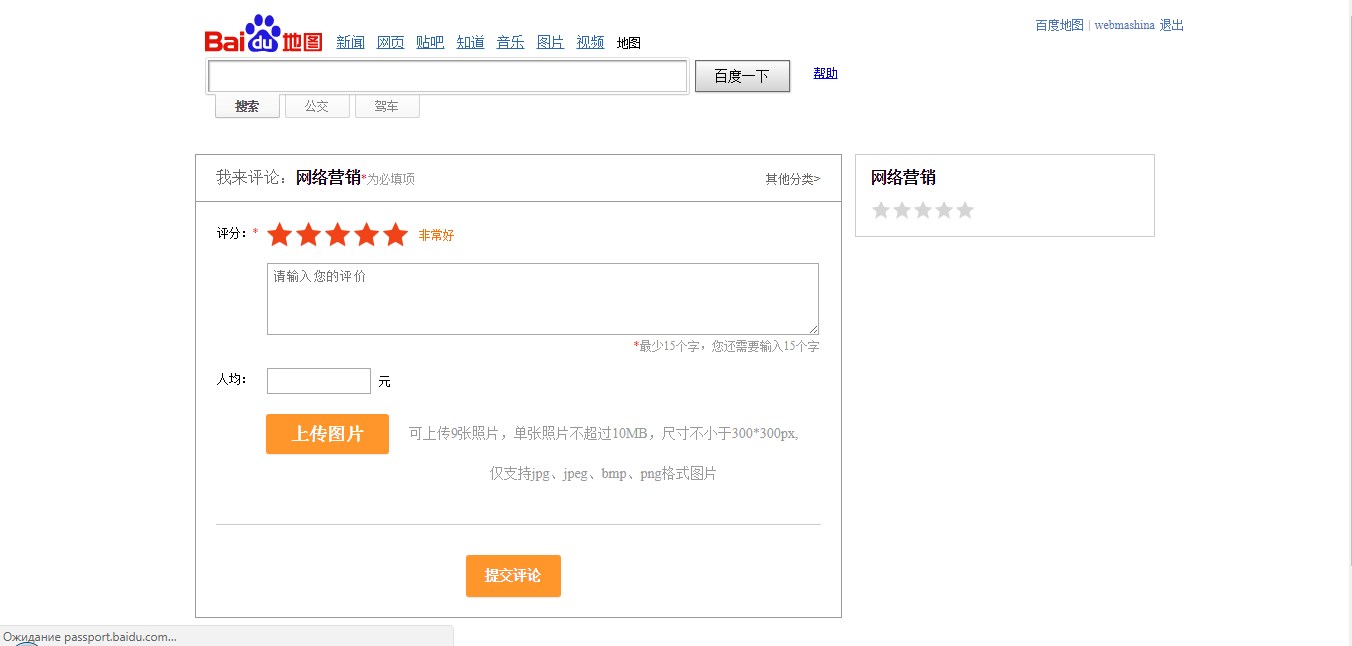 百度地图 | webmashina 退出
Bai du 地图 新闻 网页 贴吧 知道 音乐 图片 视频 地图
百度一下 帮助
搜索 公交 驾车
我来评论：网络营销*为必填项 其他分类>
网络营销
评分：* 非常好
请输入您的评价
*最少15个字，您还需要输入15个字
人均： 元
上传图片 可上传9张照片，单张照片不超过10MB，尺寸不小于300*300px,
仅支持jpg、jpeg、bmp、png格式图片
提交评论
Ожидание passport.baidu.com...